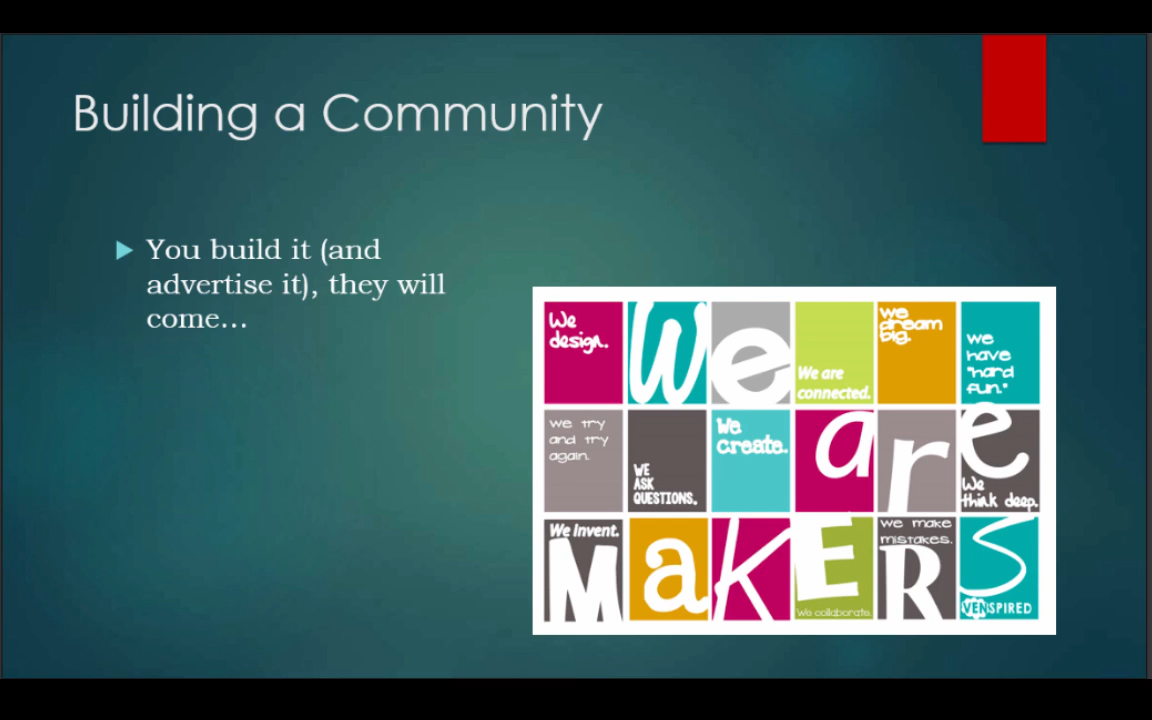 Building a Community
You build it (and
advertise it), they will
come...
We
design.
We
We are
connected.
we
dream
big.
we
have
"hard
fun."
we try
and try
again.
WE
ASK
QUESTIONS.
We
create.
are
We
think deep.
We invent.
MaKERS
We collaborate.
we make
mistakes.
VENSPIRED